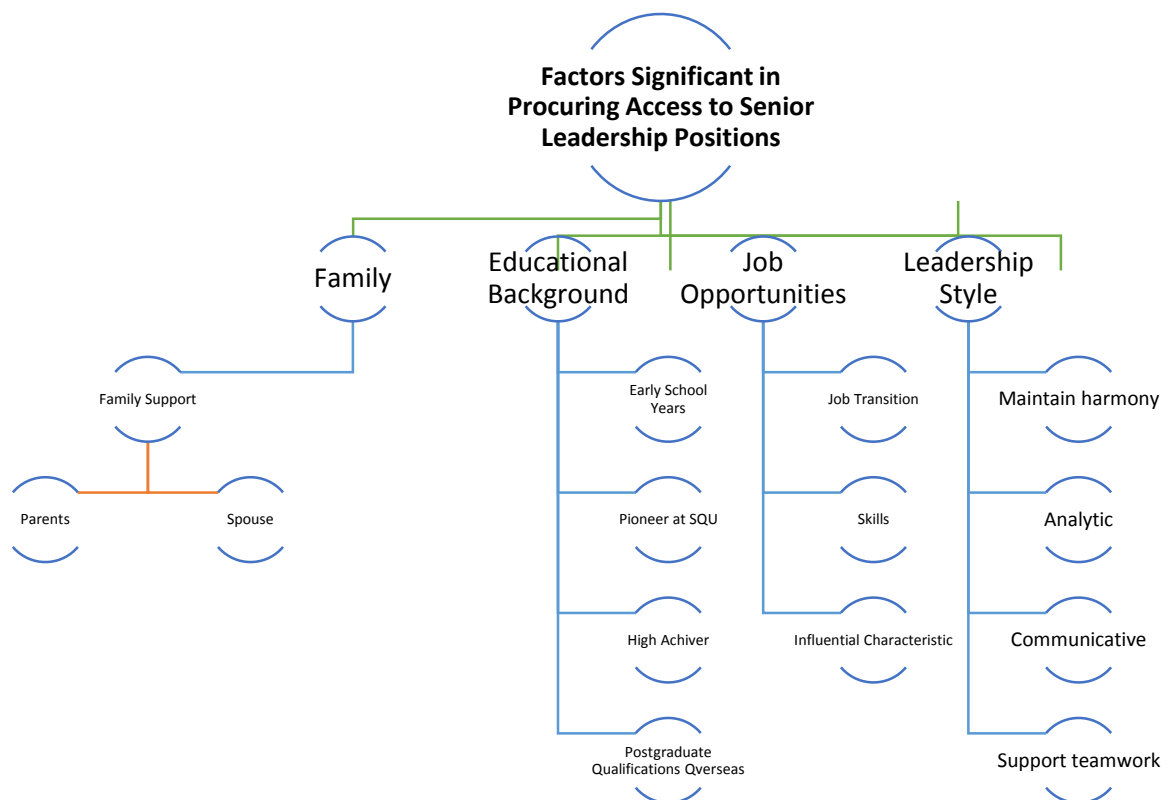 Factors Significant in
Procuring Access to Senior
Leadership Positions
Family
Educational
Background
Job
Opportunities
Leadership
Style
Family Support
Parents
Spouse
Early School
Years
Pioneer at SQU
High Achiver
Postgraduate
Qualifications Qverseas
Job Transition
Skills
Influential Characteristic
Maintain harmony
Analytic
Communicative
Support teamwork